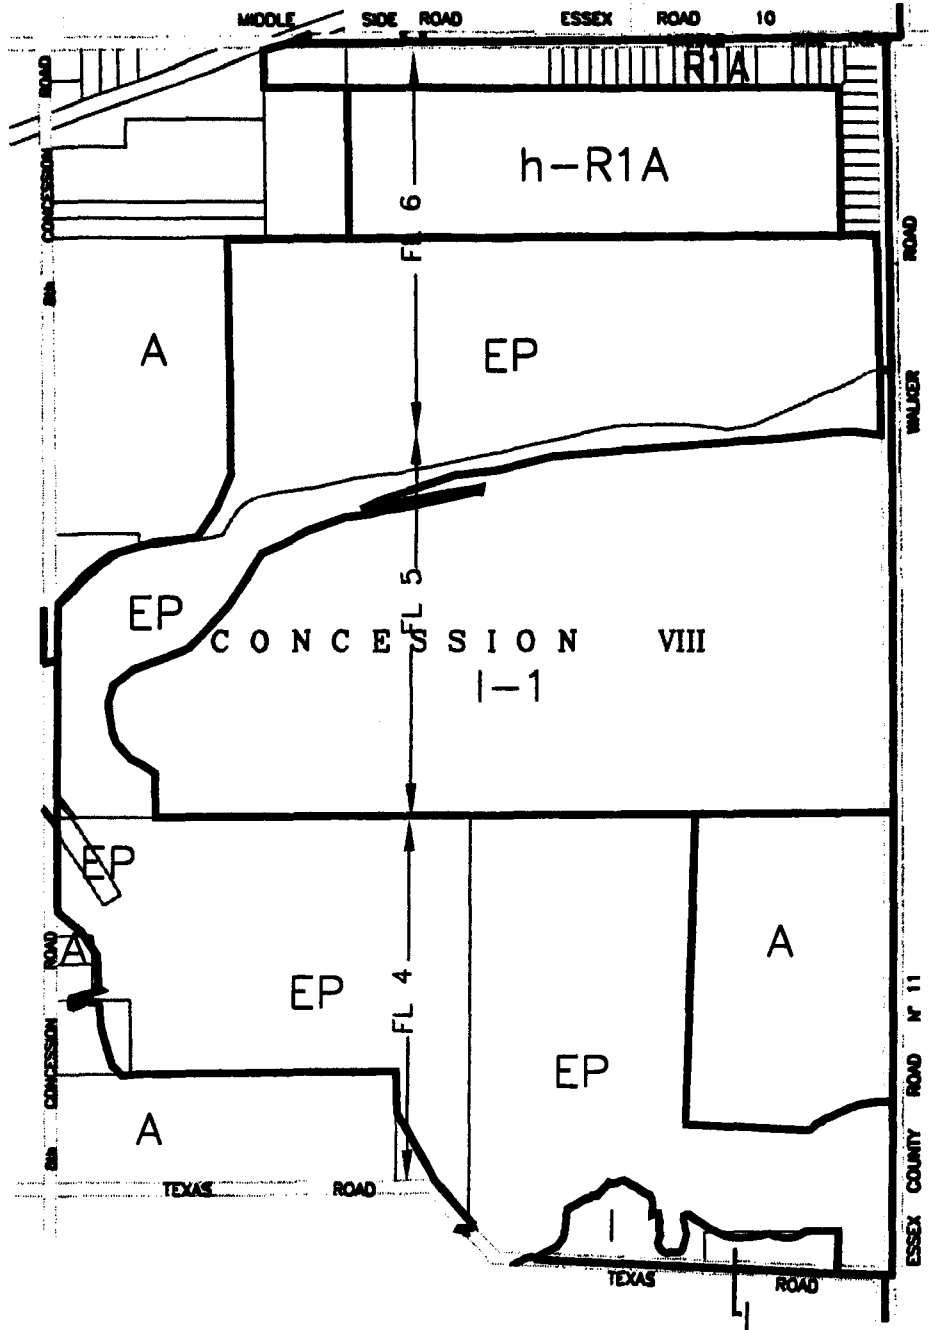 MIDDLE SIDE ROAD ESSEX ROAD 10
R1A
h-R1A
8th CONCESSION ROAD
FL 6
WALKER ROAD
A
EP
EP
FL 5
CONCESSION VIII
I-1
EP
A
A
8th CONCESSION ROAD
EP
FL 4
EP
ESSEX COUNTY ROAD Nº 11
A
TEXAS ROAD
I
TEXAS ROAD
I